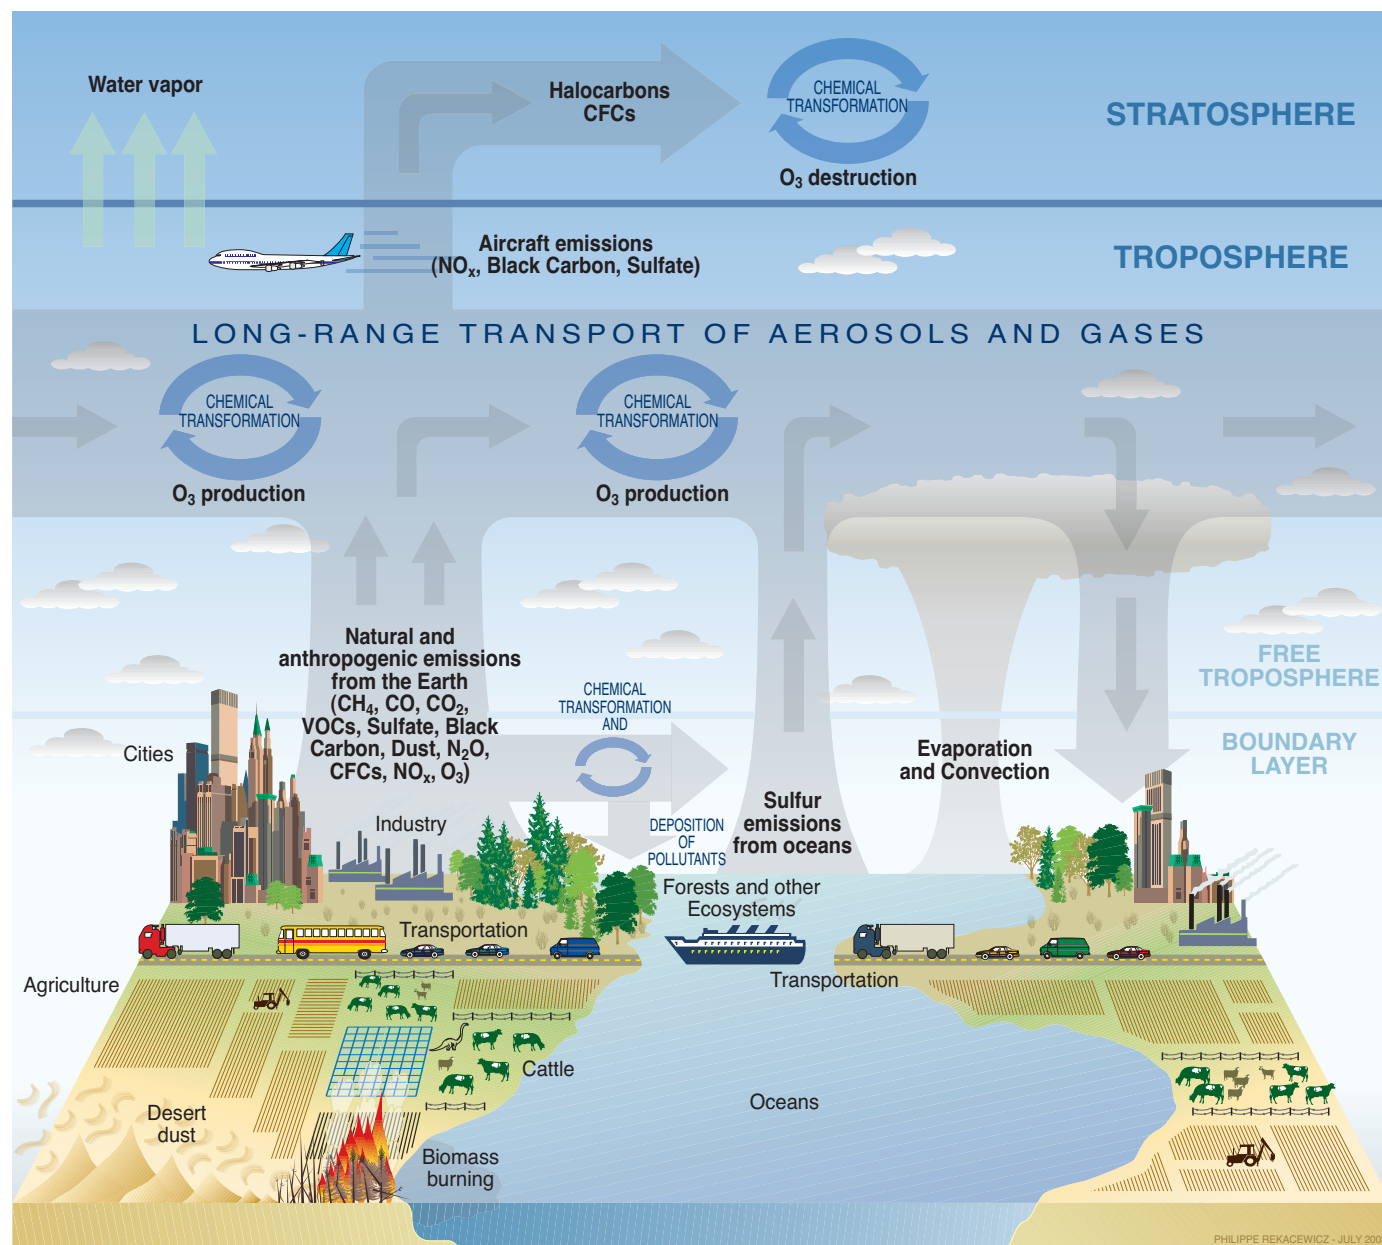 Water vapor
Halocarbons
CFCs
CHEMICAL
TRANSFORMATION
O₃ destruction
STRATOSPHERE
Aircraft emissions
(NOₓ, Black Carbon, Sulfate)
TROPOSPHERE
LONG-RANGE TRANSPORT OF AEROSOLS AND GASES
CHEMICAL
TRANSFORMATION
O₃ production
CHEMICAL
TRANSFORMATION
O₃ production
Natural and
anthropogenic emissions
from the Earth
(CH₄, CO, CO₂,
VOCs, Sulfate, Black
Carbon, Dust, N₂O,
CFCs, NOₓ, O₃)
FREE
TROPOSPHERE
CHEMICAL
TRANSFORMATION
AND
DEPOSITION
OF
POLLUTANTS
BOUNDARY
LAYER
Cities
Evaporation
and Convection
Sulfur
emissions
from oceans
Industry
Forests and other
Ecosystems
Transportation
Transportation
Agriculture
Cattle
Oceans
Desert
dust
Biomass
burning
PHILIPPE REKACEWICZ - JULY 200